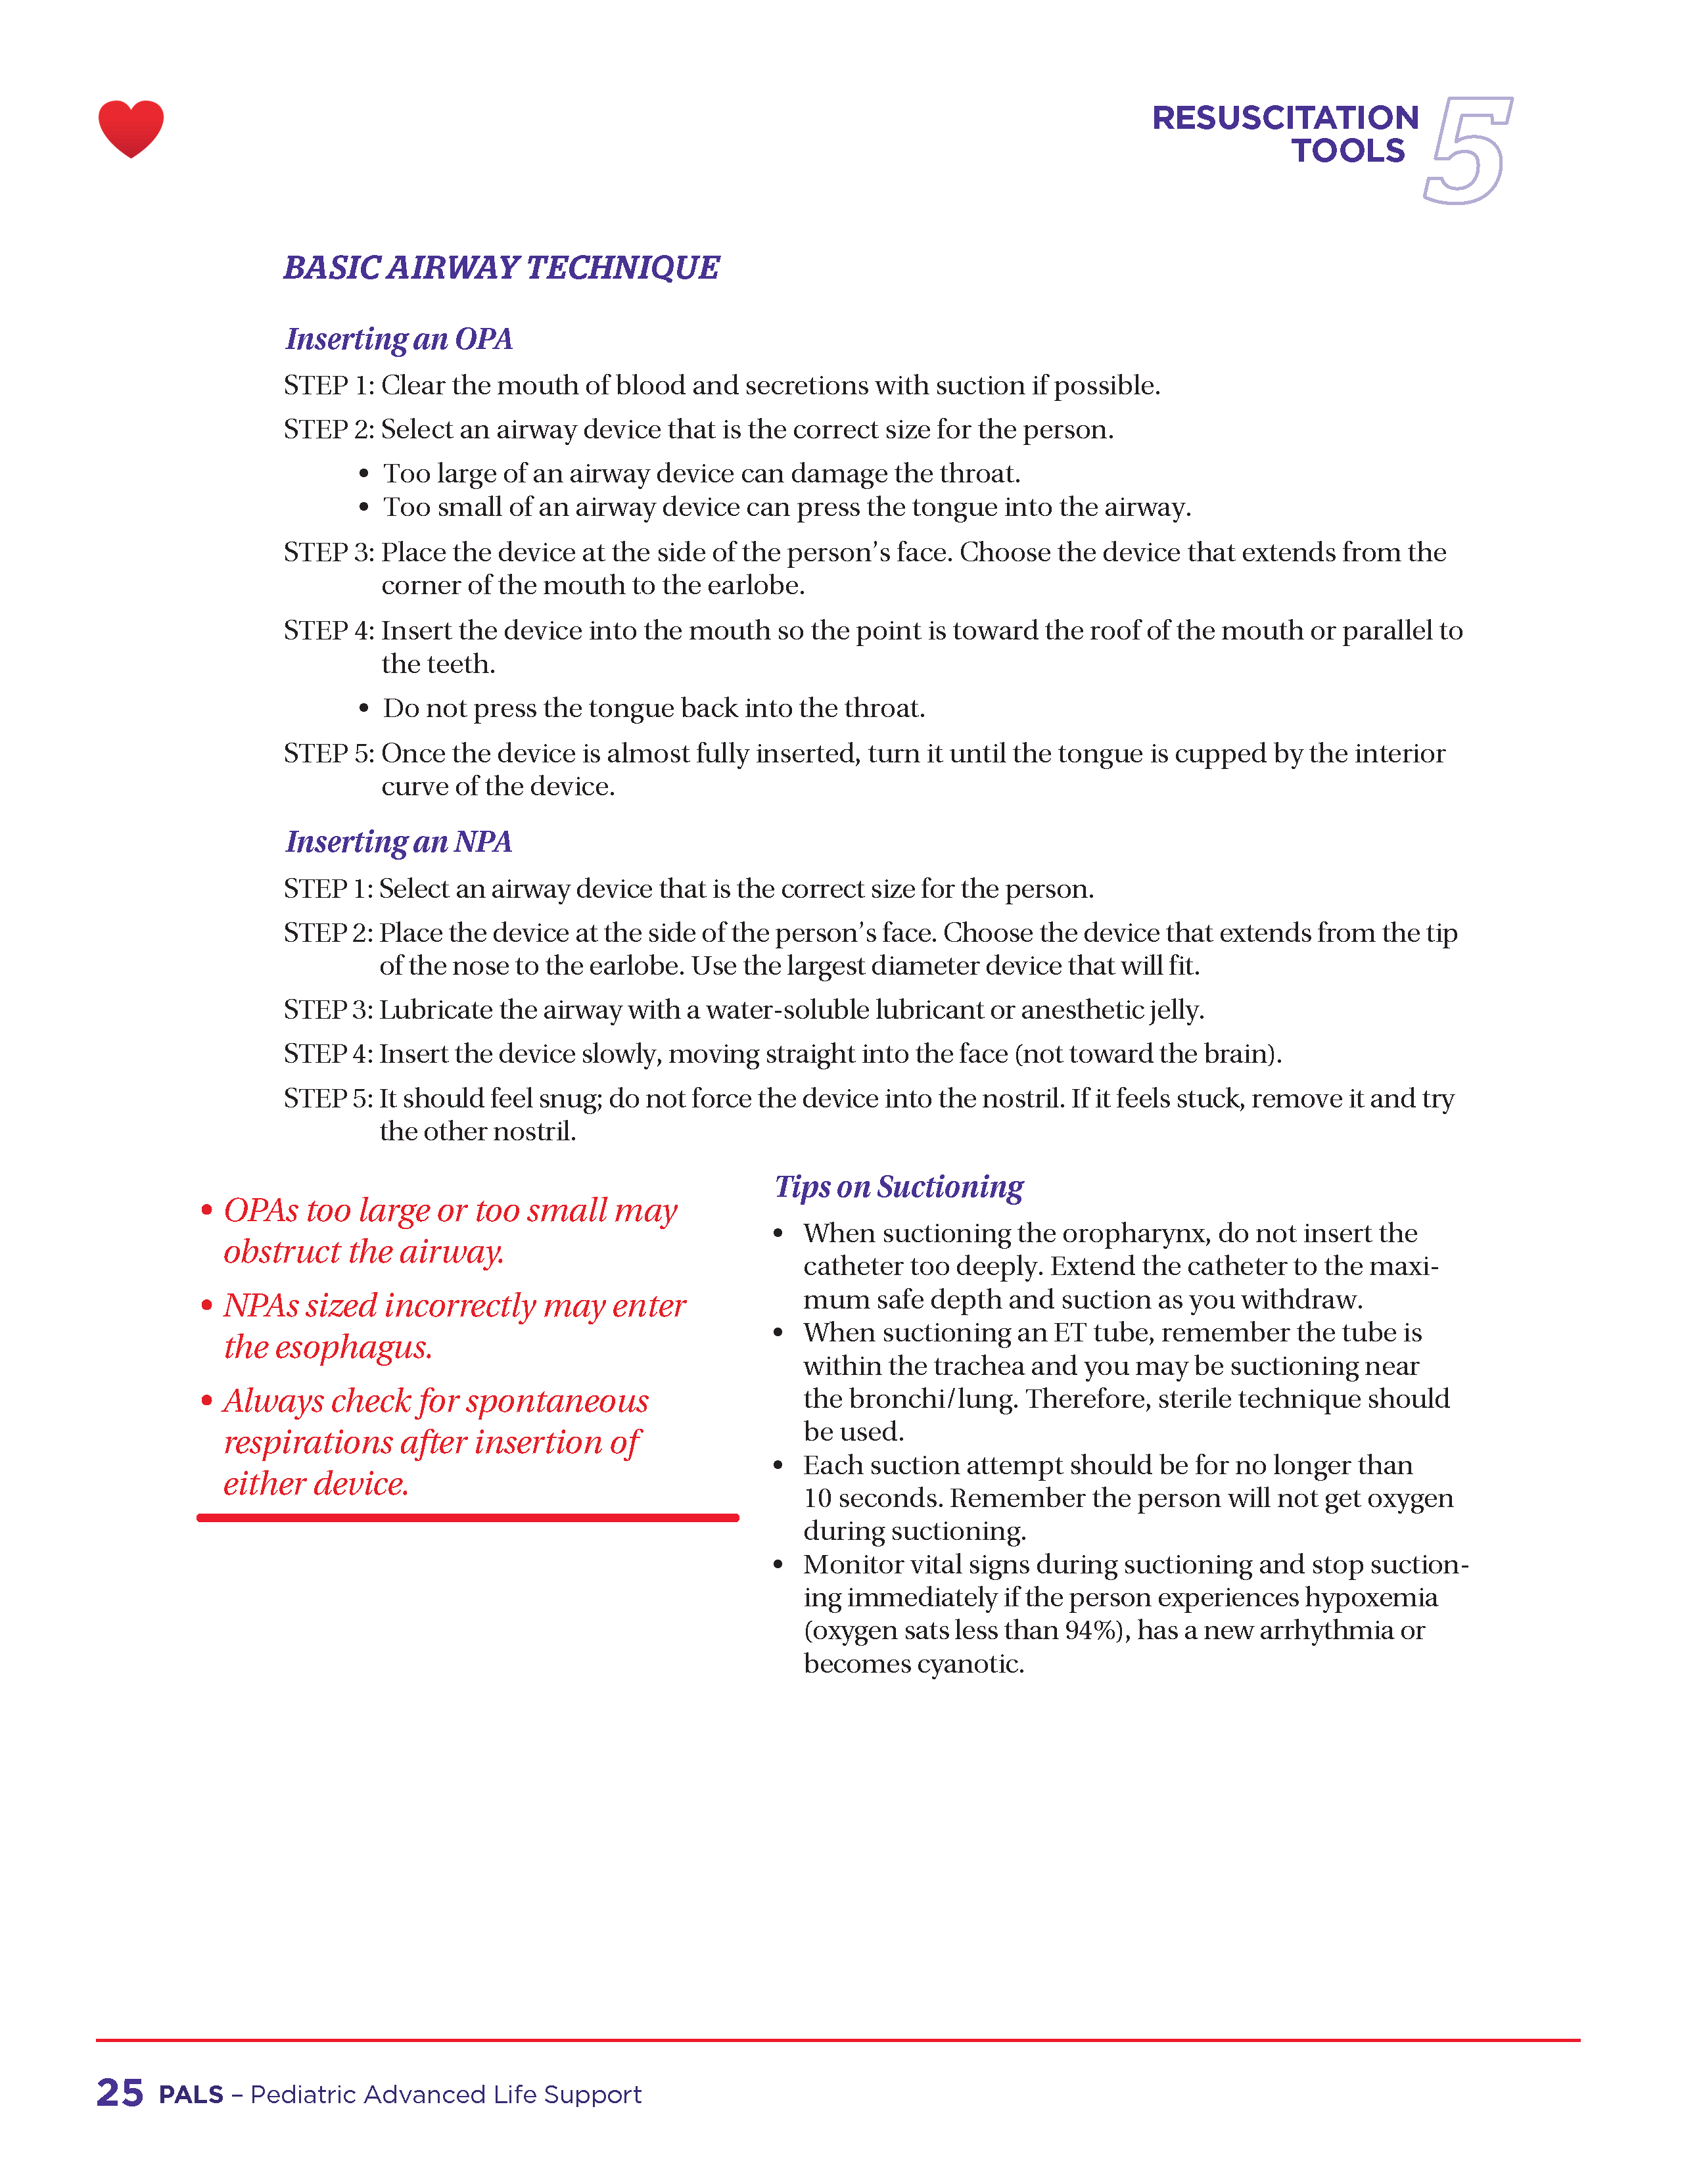 RESUSCITATION
TOOLS
5
BASIC AIRWAY TECHNIQUE
Inserting an OPA
STEP 1: Clear the mouth of blood and secretions with suction if possible.
STEP 2: Select an airway device that is the correct size for the person.
• Too large of an airway device can damage the throat.
• Too small of an airway device can press the tongue into the airway.
STEP 3: Place the device at the side of the person’s face. Choose the device that extends from the
corner of the mouth to the earlobe.
STEP 4: Insert the device into the mouth so the point is toward the roof of the mouth or parallel to
the teeth.
• Do not press the tongue back into the throat.
STEP 5: Once the device is almost fully inserted, turn it until the tongue is cupped by the interior
curve of the device.
Inserting an NPA
STEP 1: Select an airway device that is the correct size for the person.
STEP 2: Place the device at the side of the person’s face. Choose the device that extends from the tip
of the nose to the earlobe. Use the largest diameter device that will fit.
STEP 3: Lubricate the airway with a water-soluble lubricant or anesthetic jelly.
STEP 4: Insert the device slowly, moving straight into the face (not toward the brain).
STEP 5: It should feel snug; do not force the device into the nostril. If it feels stuck, remove it and try
the other nostril.
• OPAs too large or too small may
obstruct the airway.
• NPAs sized incorrectly may enter
the esophagus.
• Always check for spontaneous
respirations after insertion of
either device.
Tips on Suctioning
• When suctioning the oropharynx, do not insert the
catheter too deeply. Extend the catheter to the maxi-
mum safe depth and suction as you withdraw.
• When suctioning an ET tube, remember the tube is
within the trachea and you may be suctioning near
the bronchi/lung. Therefore, sterile technique should
be used.
• Each suction attempt should be for no longer than
10 seconds. Remember the person will not get oxygen
during suctioning.
• Monitor vital signs during suctioning and stop suction-
ing immediately if the person experiences hypoxemia
(oxygen sats less than 94%), has a new arrhythmia or
becomes cyanotic.
25 PALS – Pediatric Advanced Life Support